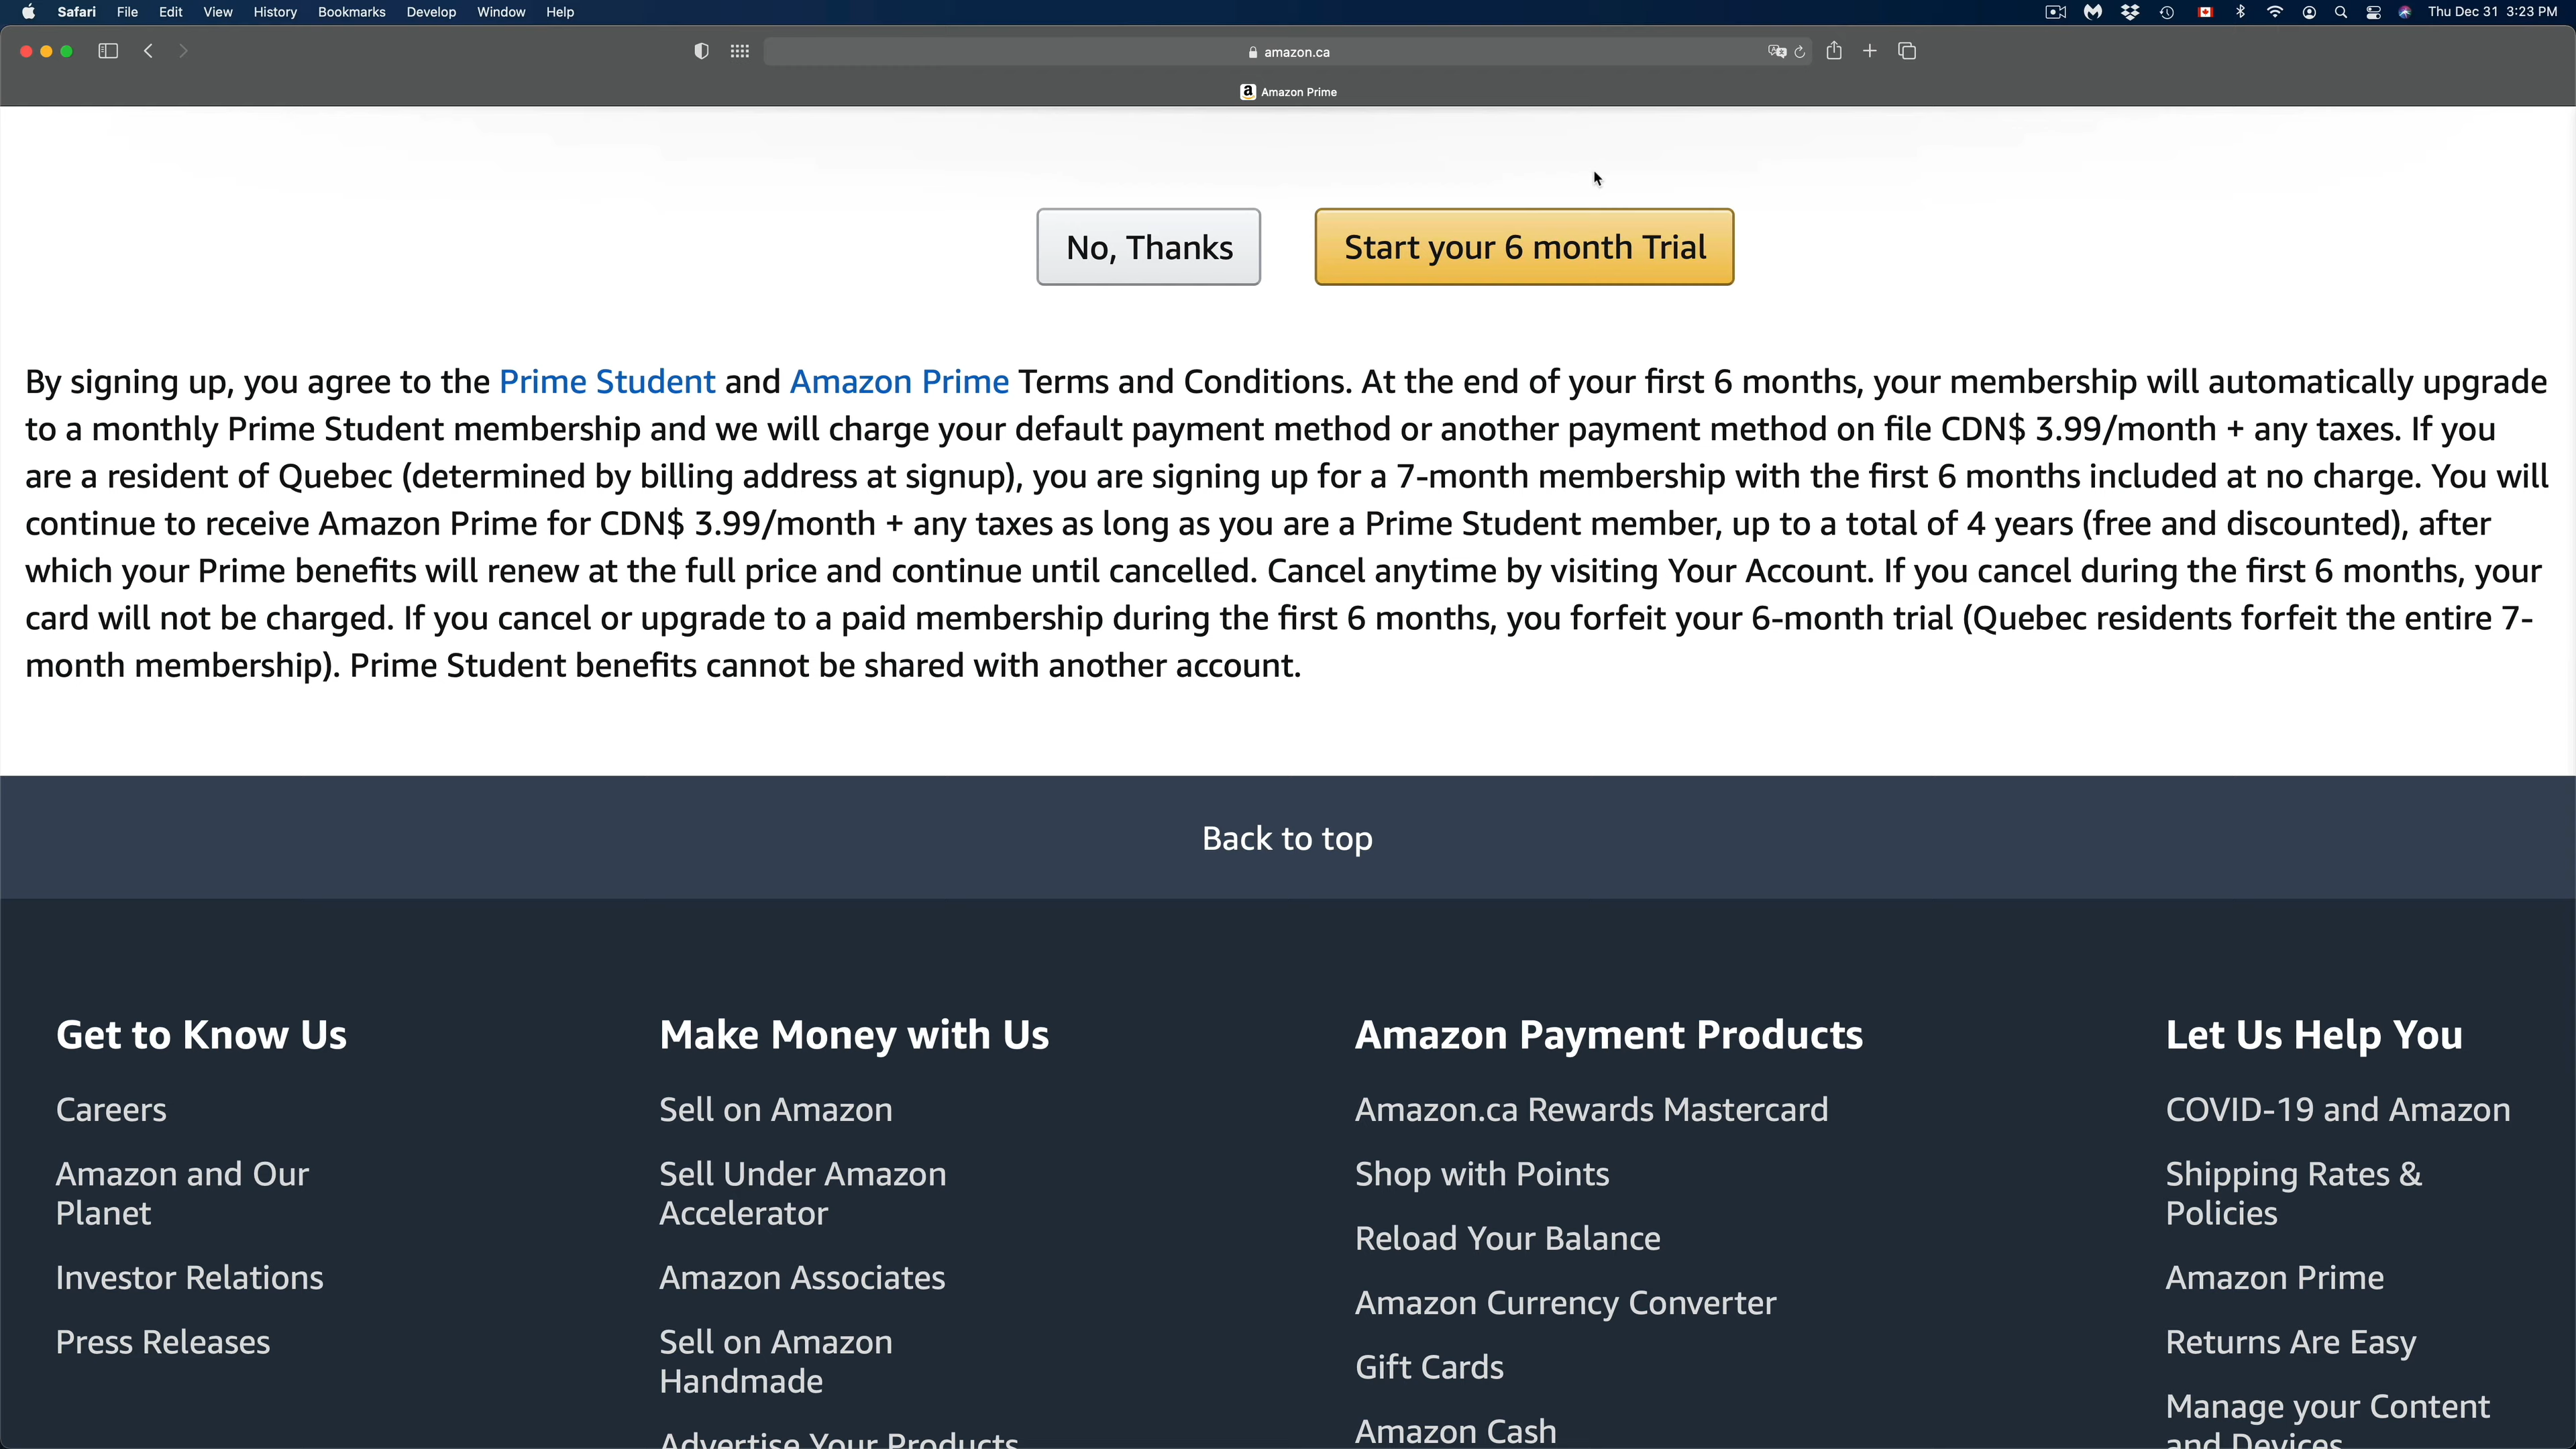 Safari File Edit View History Bookmarks Develop Window Help
Thu Dec 31 3:23 PM
amazon.ca
Amazon Prime
No, Thanks
Start your 6 month Trial
By signing up, you agree to the Prime Student and Amazon Prime Terms and Conditions. At the end of your first 6 months, your membership will automatically upgrade
to a monthly Prime Student membership and we will charge your default payment method or another payment method on file CDN$ 3.99/month + any taxes. If you
are a resident of Quebec (determined by billing address at signup), you are signing up for a 7-month membership with the first 6 months included at no charge. You will
continue to receive Amazon Prime for CDN$ 3.99/month + any taxes as long as you are a Prime Student member, up to a total of 4 years (free and discounted), after
which your Prime benefits will renew at the full price and continue until cancelled. Cancel anytime by visiting Your Account. If you cancel during the first 6 months, your
card will not be charged. If you cancel or upgrade to a paid membership during the first 6 months, you forfeit your 6-month trial (Quebec residents forfeit the entire 7-
month membership). Prime Student benefits cannot be shared with another account.
Back to top
Get to Know Us
Careers
Amazon and Our
Planet
Investor Relations
Press Releases
Make Money with Us
Sell on Amazon
Sell Under Amazon
Accelerator
Amazon Associates
Sell on Amazon
Handmade
Advertise Your Products
Amazon Payment Products
Amazon.ca Rewards Mastercard
Shop with Points
Reload Your Balance
Amazon Currency Converter
Gift Cards
Amazon Cash
Let Us Help You
COVID-19 and Amazon
Shipping Rates &
Policies
Amazon Prime
Returns Are Easy
Manage your Content
and Devices